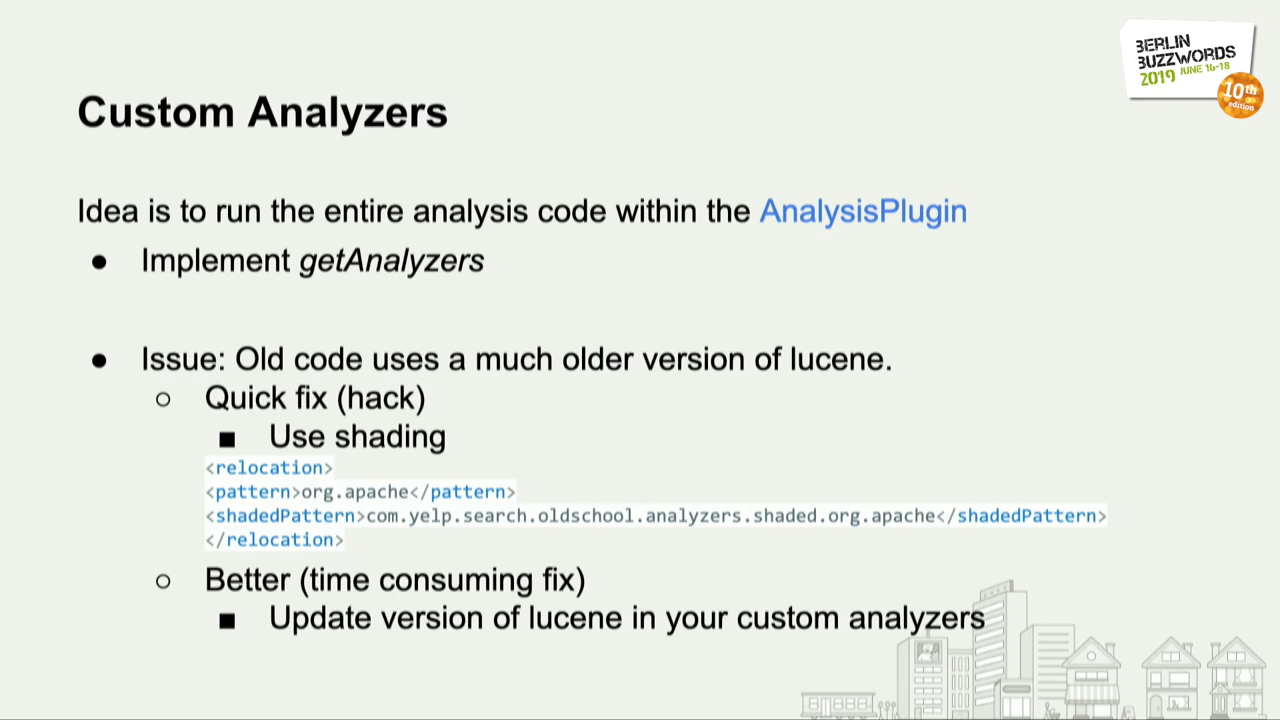 BERLIN
BUZZWORDS
2019 JUNE 16-18
10th
edition
Custom Analyzers
Idea is to run the entire analysis code within the AnalysisPlugin
● Implement getAnalyzers
● Issue: Old code uses a much older version of lucene.
○ Quick fix (hack)
■ Use shading
<relocation>
<pattern>org.apache</pattern>
<shadedPattern>com.yelp.search.oldschool.analyzers.shaded.org.apache</shadedPattern>
</relocation>
○ Better (time consuming fix)
■ Update version of lucene in your custom analyzers